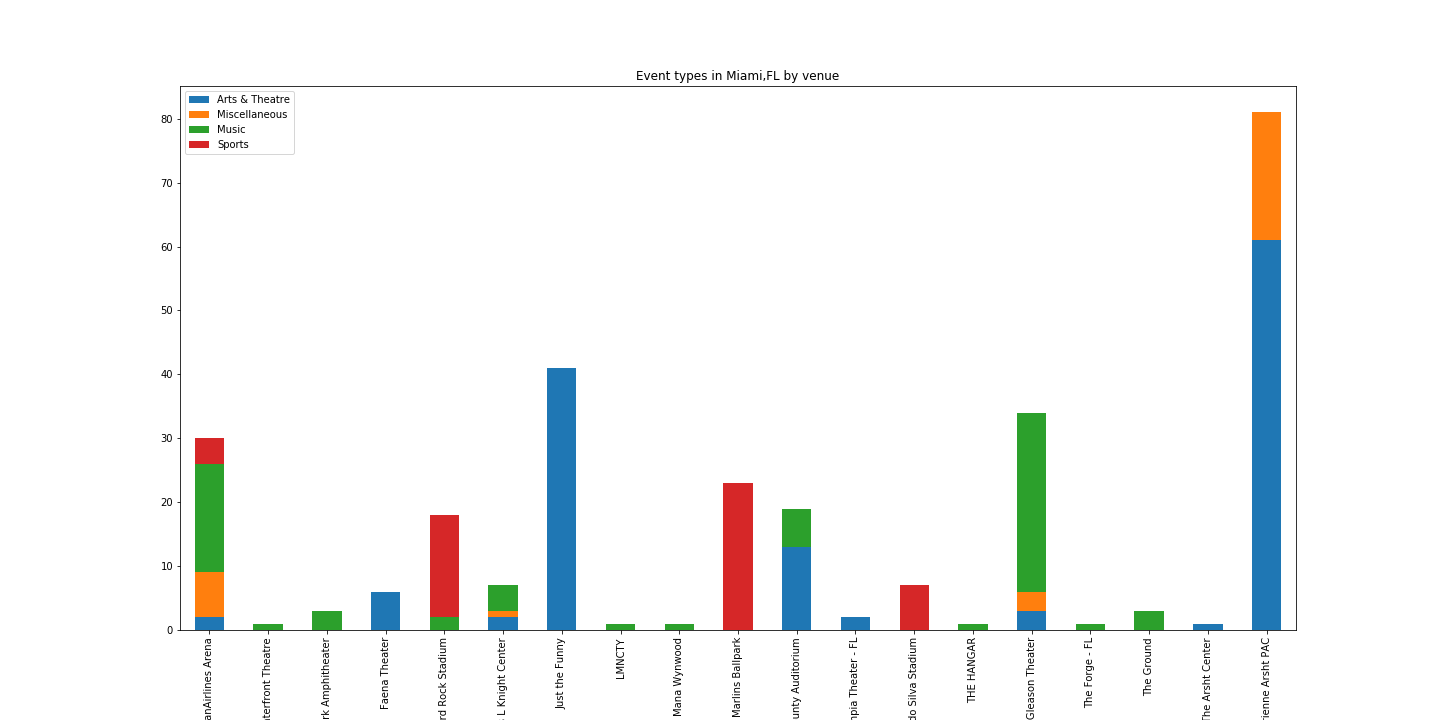 Event types in Miami,FL by venue
Arts & Theatre
Miscellaneous
Music
Sports
80
70
60
50
40
30
20
10
0
anAirlines Arena
terfront Theatre
rk Amphitheater
Faena Theater
rd Rock Stadium
L Knight Center
Just the Funny
LMNCTY
Mana Wynwood
Marlins Ballpark
unty Auditorium
mpia Theater - FL
do Silva Stadium
THE HANGAR
Gleason Theater
The Forge - FL
The Ground
The Arsht Center
rienne Arsht PAC